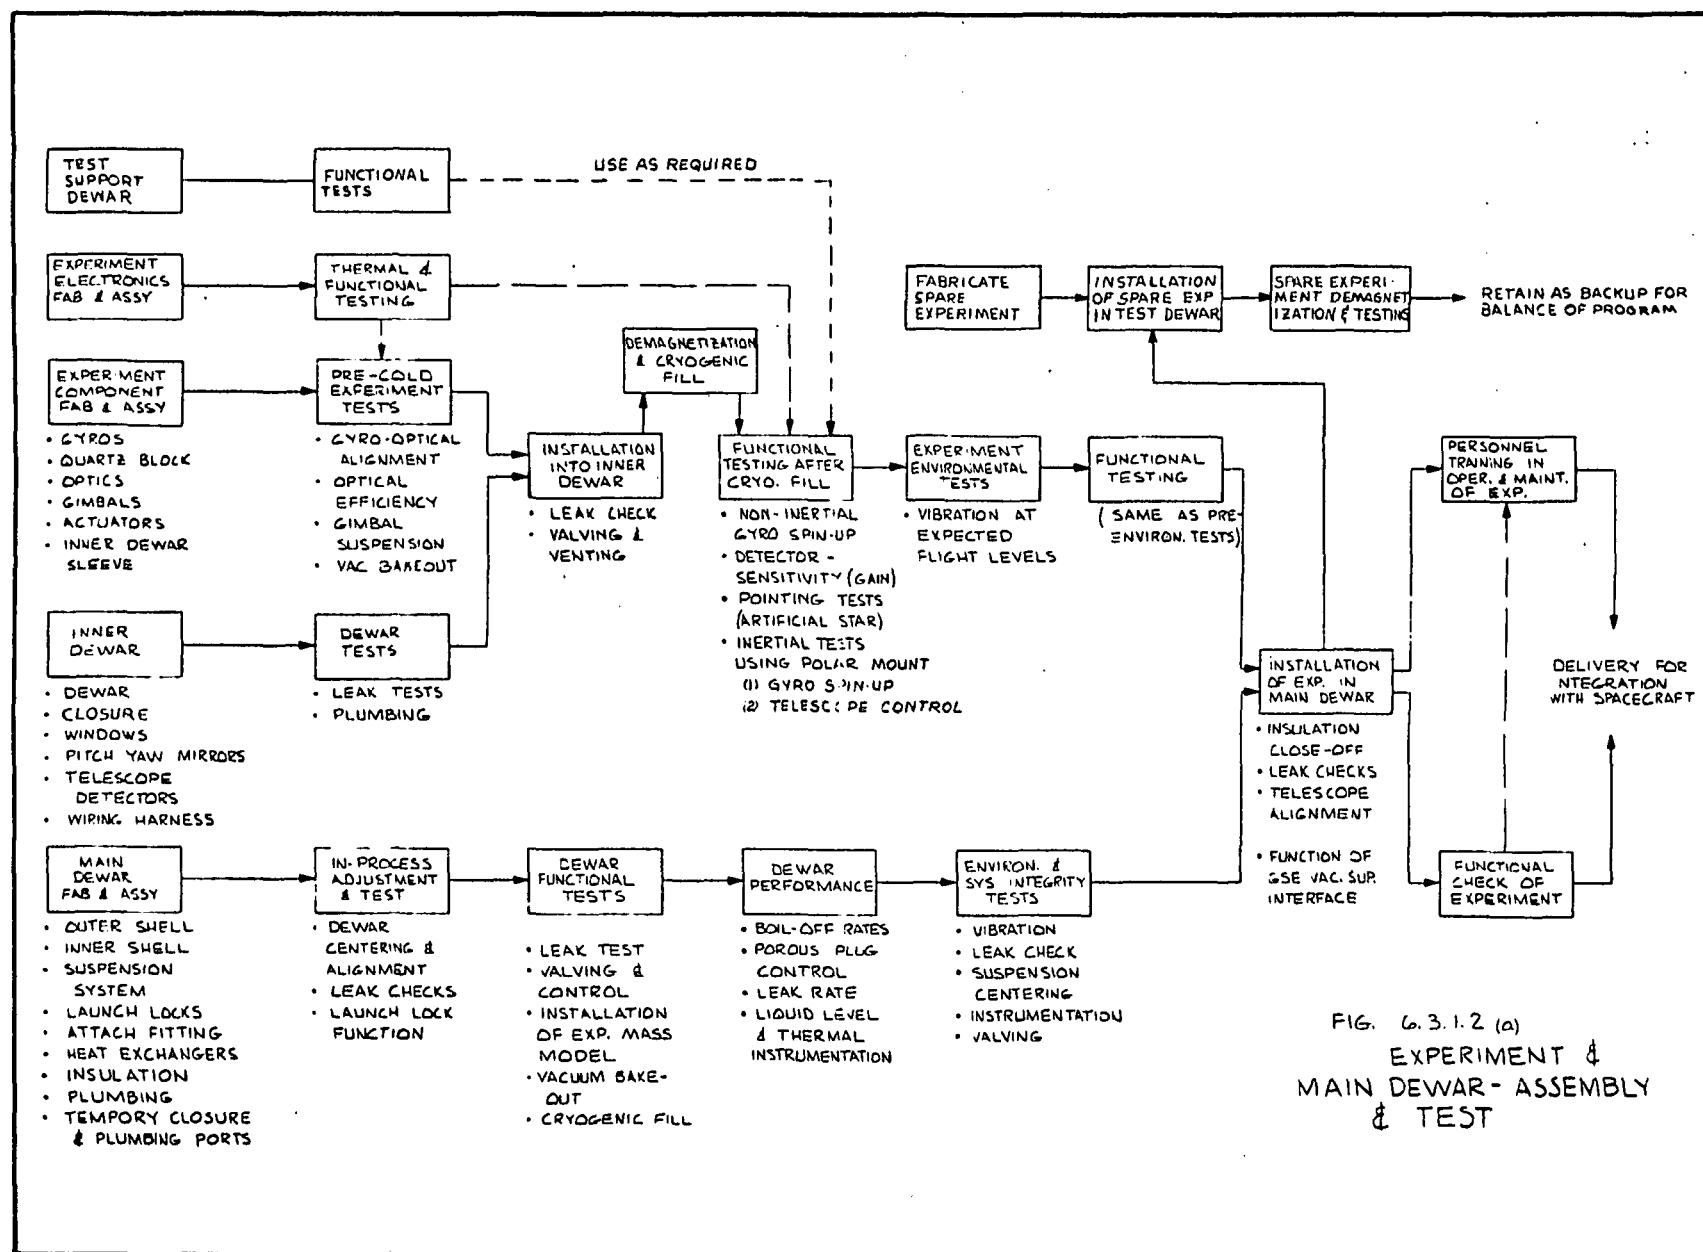 TEST
SUPPORT
DEWAR
FUNCTIONAL
TESTS
USE AS REQUIRED
EXPERIMENT
ELECTRONICS
FAB & ASSY
THERMAL &
FUNCTIONAL
TESTING
FABRICATE
SPARE
EXPERIMENT
INSTALLATION
OF SPARE EXP
IN TEST DEWAR
SPARE EXPERI-
MENT DEMAGNET
IZATION & TESTING
RETAIN AS BACKUP FOR
BALANCE OF PROGRAM
EXPERIMENT
COMPONENT
FAB & ASSY
• GYROS
• QUARTZ BLOCK
• OPTICS
• GIMBALS
• ACTUATORS
• INNER DEWAR
SLEEVE
PRE-COLD
EXPERIMENT
TESTS
• GYRO-OPTICAL
ALIGNMENT
• OPTICAL
EFFICIENCY
• GIMBAL
SUSPENSION
• VAC BAKEOUT
DEMAGNETIZATION
& CRYOGENIC
FILL
INSTALLATION
INTO INNER
DEWAR
• LEAK CHECK
• VALVING &
VENTING
FUNCTIONAL
TESTING AFTER
CRYO. FILL
• NON-INERTIAL
GYRO SPIN-UP
• DETECTOR -
SENSITIVITY (GAIN)
• POINTING TESTS
(ARTIFICIAL STAR)
• INERTIAL TESTS
USING POLAR MOUNT
(1) GYRO SPIN-UP
(2) TELESCOPE CONTROL
EXPERIMENT
ENVIRONMENTAL
TESTS
• VIBRATION AT
EXPECTED
FLIGHT LEVELS
FUNCTIONAL
TESTING
(SAME AS PRE-
ENVIRON. TESTS)
PERSONNEL
TRAINING IN
OPER. & MAINT.
OF EXP.
INNER
DEWAR
• DEWAR
• CLOSURE
• WINDOWS
• PITCH YAW MIRRORS
• TELESCOPE
DETECTORS
• WIRING HARNESS
DEWAR
TESTS
• LEAK TESTS
• PLUMBING
INSTALLATION
OF EXP. IN
MAIN DEWAR
• INSULATION
CLOSE-OFF
• LEAK CHECKS
• TELESCOPE
ALIGNMENT
• FUNCTION OF
GSE VAC. SUP.
INTERFACE
DELIVERY FOR
NTEGRATION
WITH SPACECRAFT
MAIN
DEWAR
FAB & ASSY
• OUTER SHELL
• INNER SHELL
• SUSPENSION
SYSTEM
• LAUNCH LOCKS
• ATTACH FITTING
• HEAT EXCHANGERS
• INSULATION
• PLUMBING
• TEMPORY CLOSURE
& PLUMBING PORTS
IN-PROCESS
ADJUSTMENT
& TEST
• DEWAR
CENTERING &
ALIGNMENT
• LEAK CHECKS
• LAUNCH LOCK
FUNCTION
DEWAR
FUNCTIONAL
TESTS
• LEAK TEST
• VALVING &
CONTROL
• INSTALLATION
OF EXP. MASS
MODEL
• VACUUM BAKE-
OUT
• CRYOGENIC FILL
DEWAR
PERFORMANCE
• BOIL-OFF RATES
• POROUS PLUG
CONTROL
• LEAK RATE
• LIQUID LEVEL
& THERMAL
INSTRUMENTATION
ENVIRON. &
SYS INTEGRITY
TESTS
• VIBRATION
• LEAK CHECK
• SUSPENSION
CENTERING
• INSTRUMENTATION
• VALVING
FUNCTIONAL
CHECK OF
EXPERIMENT
FIG. 6.3.1.2 (a)
EXPERIMENT &
MAIN DEWAR - ASSEMBLY
& TEST